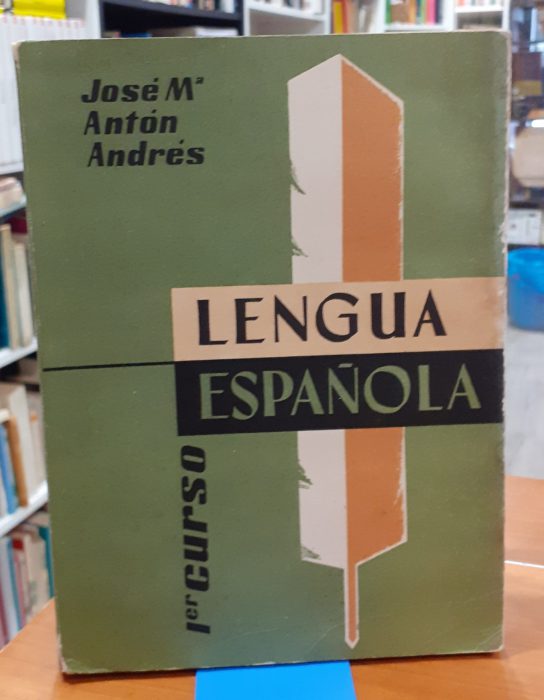 José Mª
Antón
Andrés
LENGUA
ESPAÑOLA
1er curso